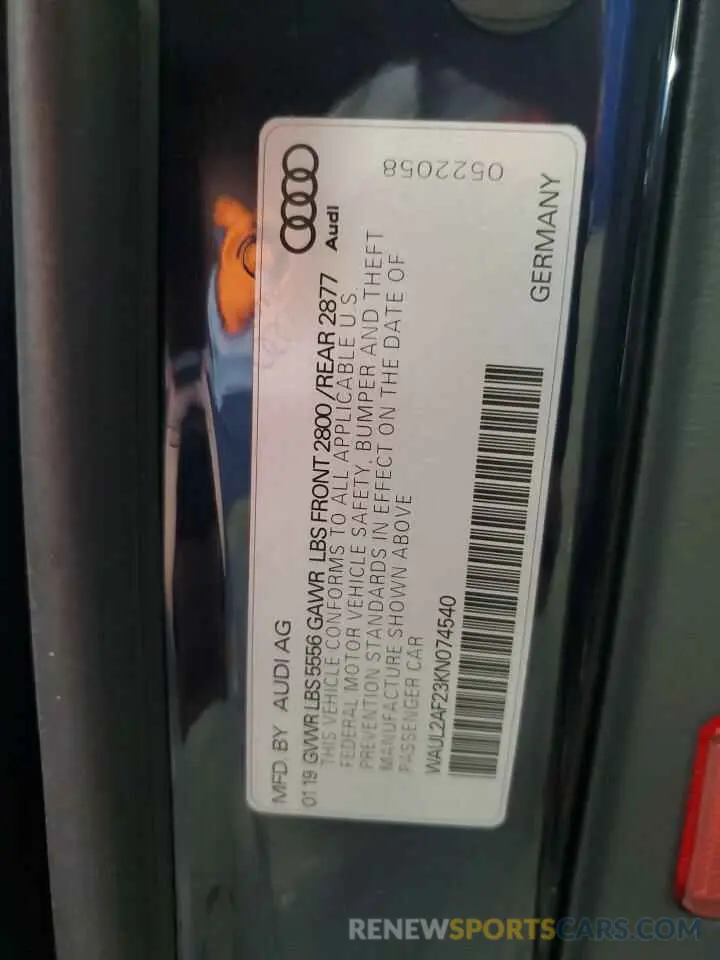 MFD. BY AUDI AG
Audi
01 19 GVWR LBS 5556 GAWR LBS FRONT 2800 /REAR 2877
THIS VEHICLE CONFORMS TO ALL APPLICABLE U S
FEDERAL MOTOR VEHICLE SAFETY, BUMPER AND THEFT
PREVENTION STANDARDS IN EFFECT ON THE DATE OF
MANUFACTURE SHOWN ABOVE
PASSENGER CAR
0522058
WAUL2AF23KN074540
GERMANY
RENEWSPORTSCARS.COM